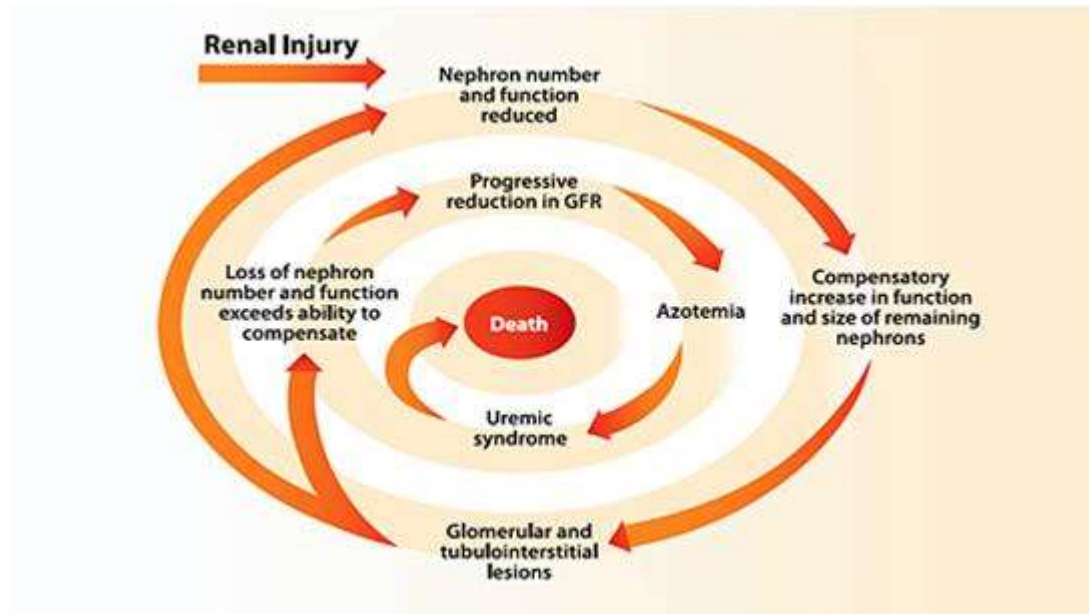 Renal Injury
Nephron number
and function
reduced
Progressive
reduction in GFR
Loss of nephron
number and function
exceeds ability to
compensate
Death
Azotemia
Compensatory
increase in function
and size of remaining
nephrons
Uremic
syndrome
Glomerular and
tubulointerstitial
lesions